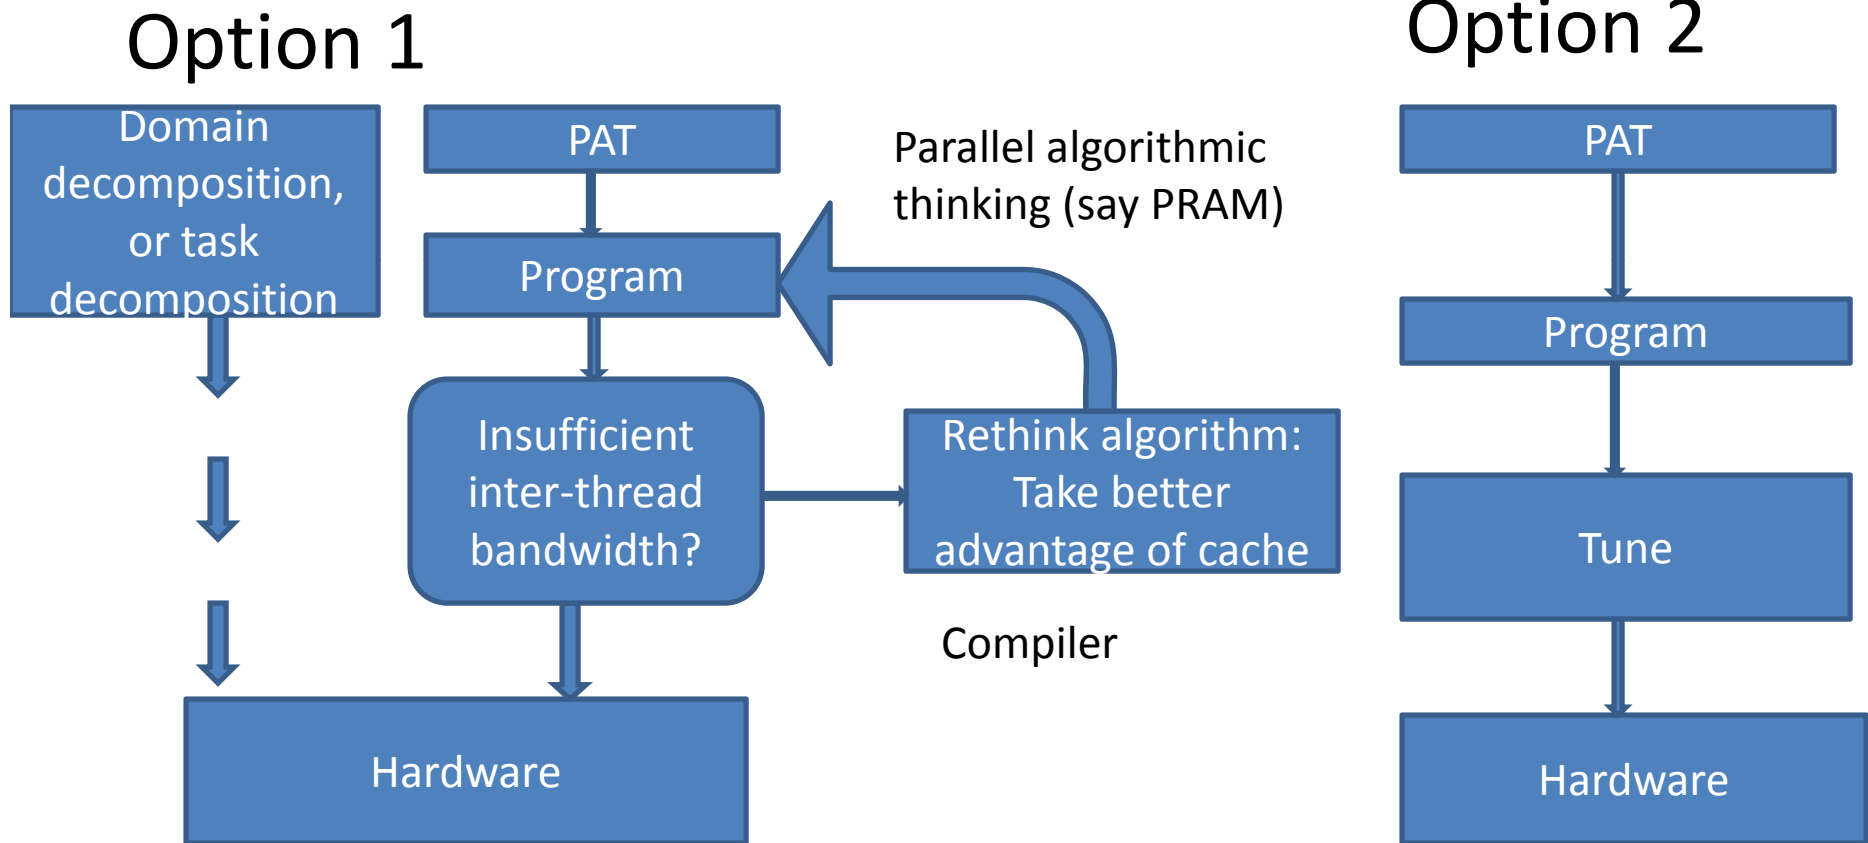 Option 1
Option 2
Domain
decomposition,
or task
decomposition
PAT
Program
Insufficient
inter-thread
bandwidth?
Parallel algorithmic
thinking (say PRAM)
Rethink algorithm:
Take better
advantage of cache
Compiler
Hardware
PAT
Program
Tune
Hardware